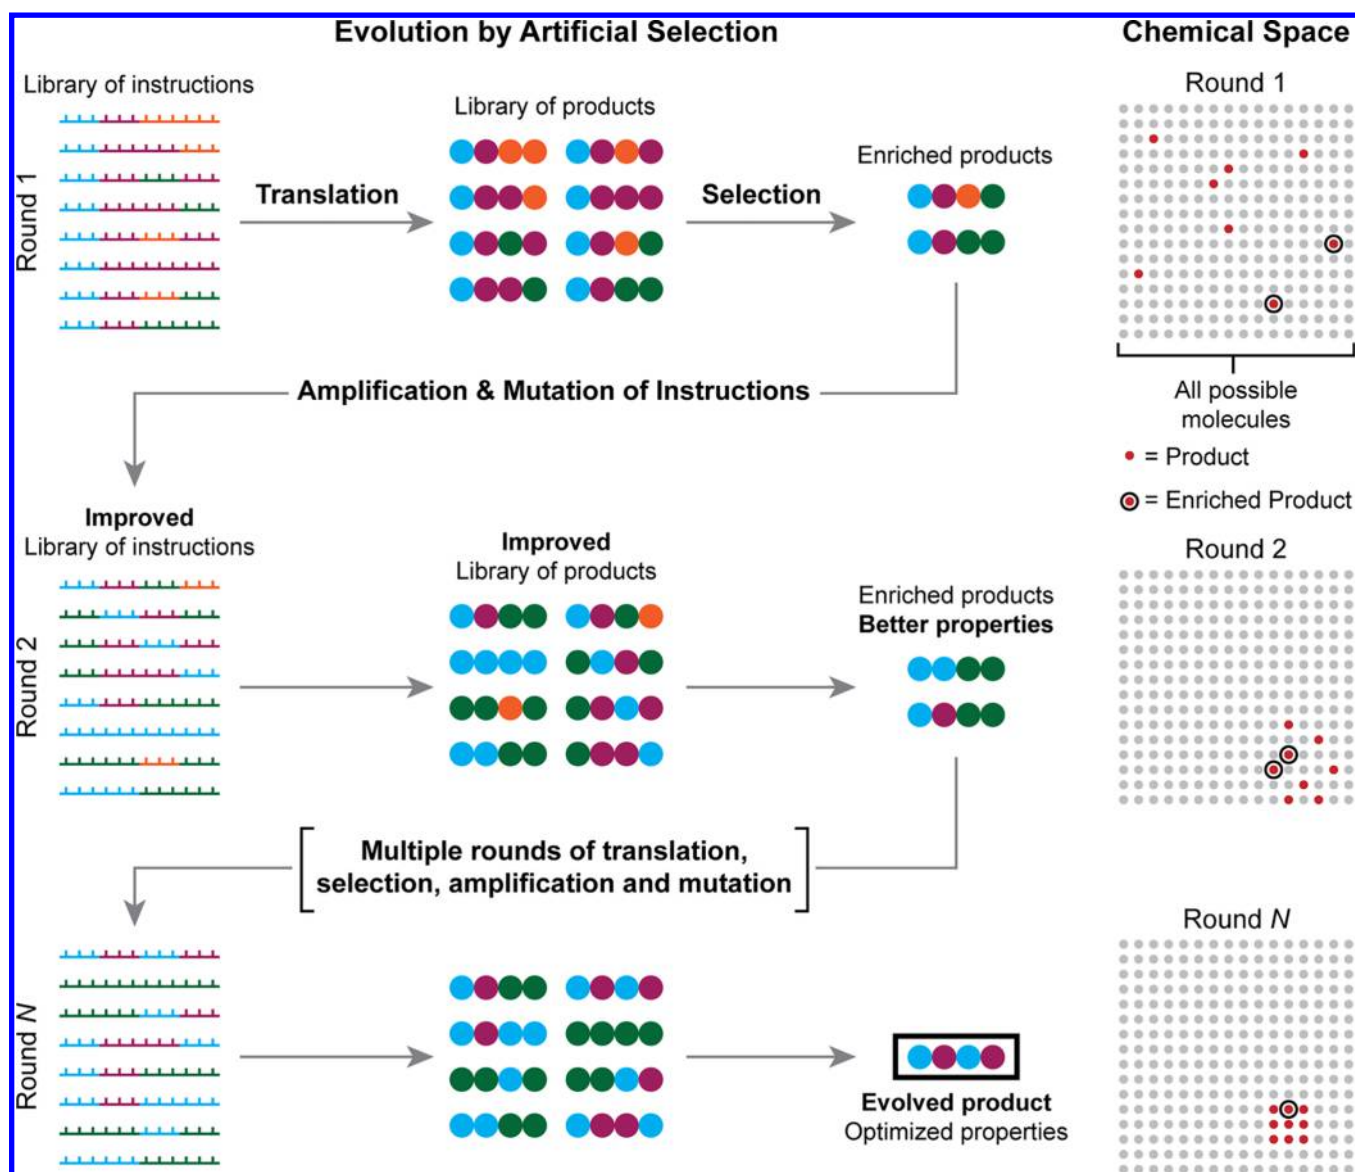 Evolution by Artificial Selection
Chemical Space
Round 1
Library of instructions
Translation
Library of products
Selection
Enriched products
Round 1
All possible
molecules
= Product
= Enriched Product
Amplification & Mutation of Instructions
Round 2
Improved
Library of instructions
Improved
Library of products
Enriched products
Better properties
Round 2
Multiple rounds of translation,
selection, amplification and mutation
Round N
Evolved product
Optimized properties
Round N